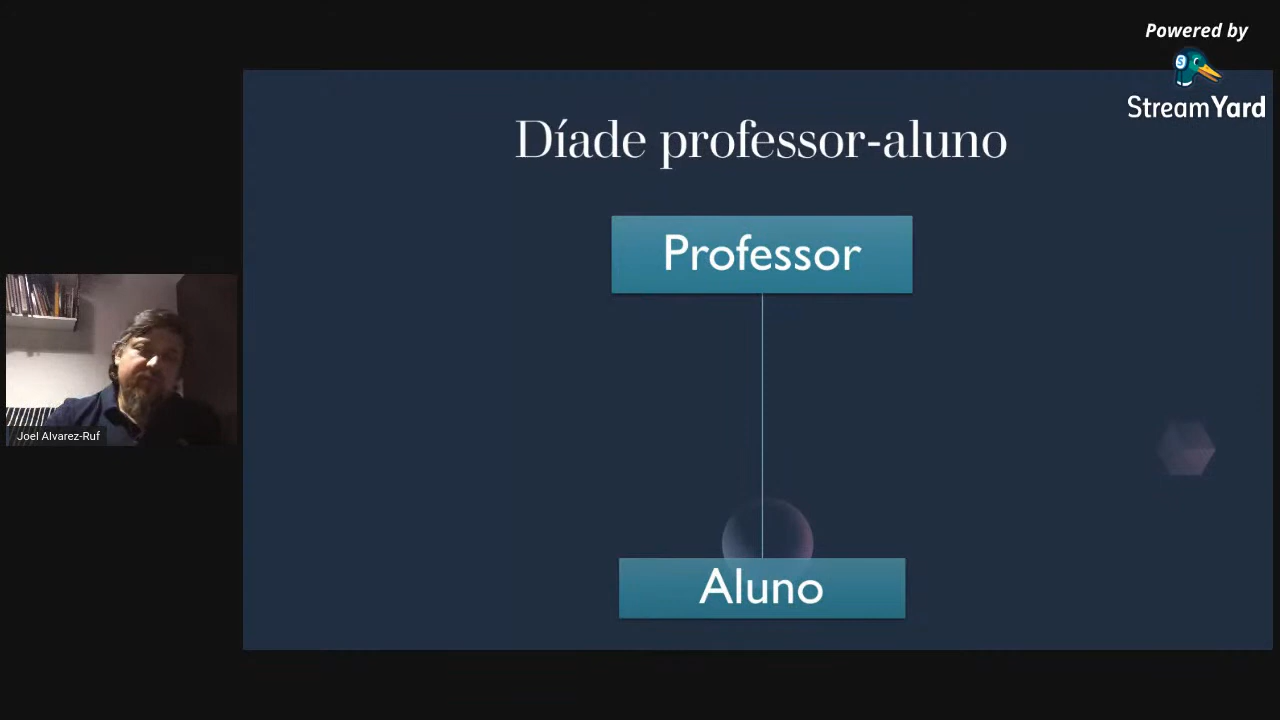 Powered by
StreamYard
Díade professor-aluno
Professor
Joel Alvarez-Ruf
Aluno